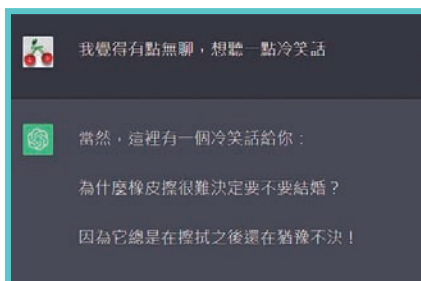 我覺得有點無聊，想聽一點冷笑話
當然，這裡有一個冷笑話給你：
為什麼橡皮擦很難決定要不要結婚？
因為它總是在擦拭之後還在猶豫不決！